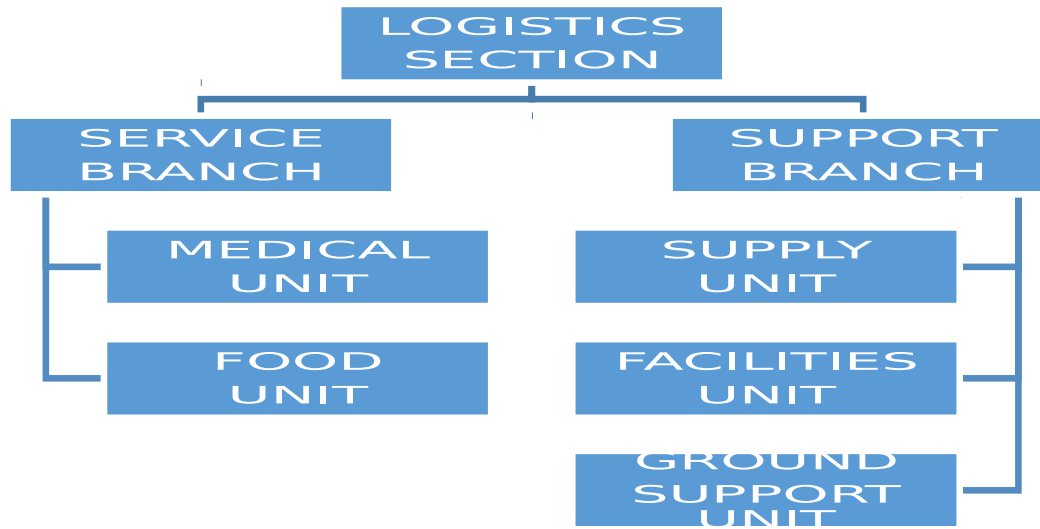 LOGISTICS
SECTION
SERVICE
BRANCH
SUPPORT
BRANCH
MEDICAL
UNIT
SUPPLY
UNIT
FOOD
UNIT
FACILITIES
UNIT
GROUND
SUPPORT
UNIT